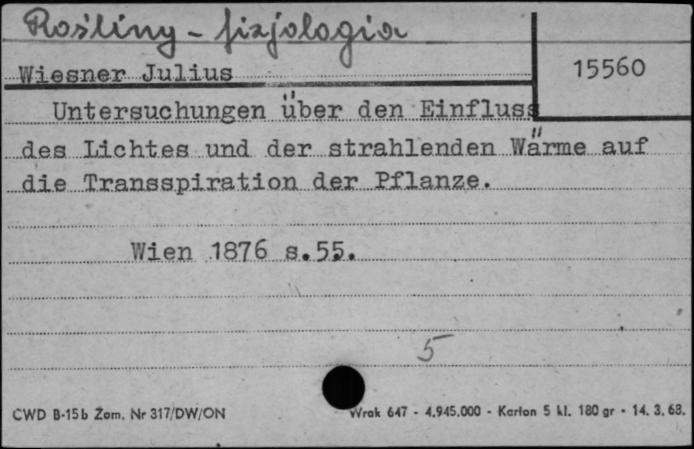 Rośliny - fizjologia
Wiesner Julius
15560
Untersuchungen über den Einfluss
des Lichtes und der strahlenden Wärme auf
die Transspiration der Pflanze.
Wien 1876 s.55.
5
CWD B-15b Zam. Nr 317/DW/ON
Wrak 647 - 4.945.000 - Karton 5 kl. 180 gr - 14. 3. 63.